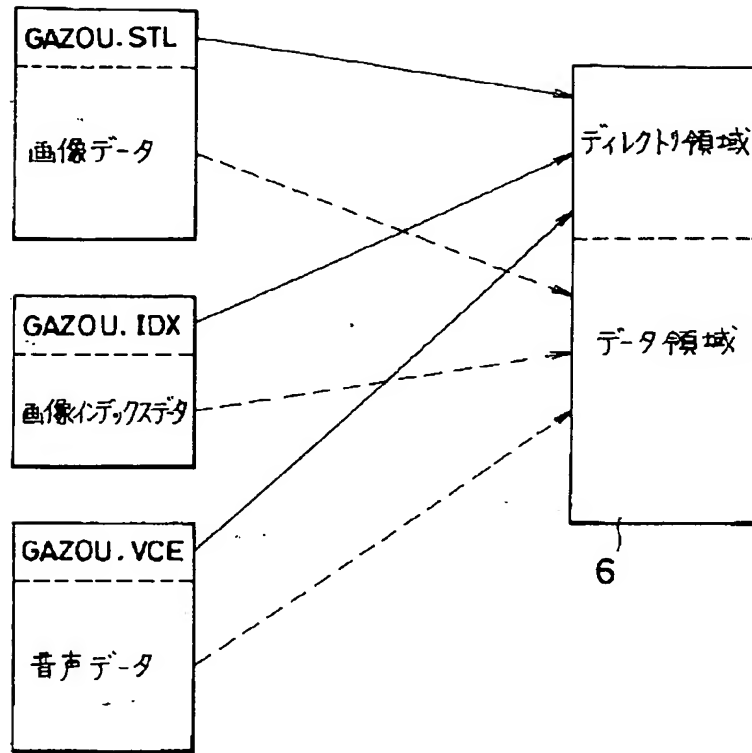 GAZOU.STL
画像データ
GAZOU.IDX
画像インデックスデータ
GAZOU.VCE
音声データ
ディレクトリ領域
データ領域
6